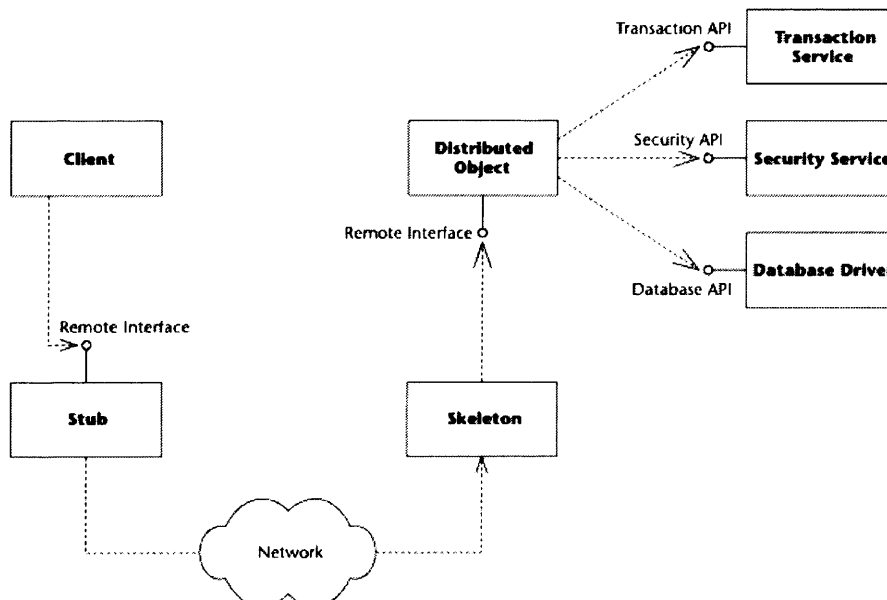 Transaction API
Transaction
Service
Client
Distributed
Object
Security API
Security Service
Remote Interface
Database API
Database Drive
Remote Interface
Stub
Skeleton
Network